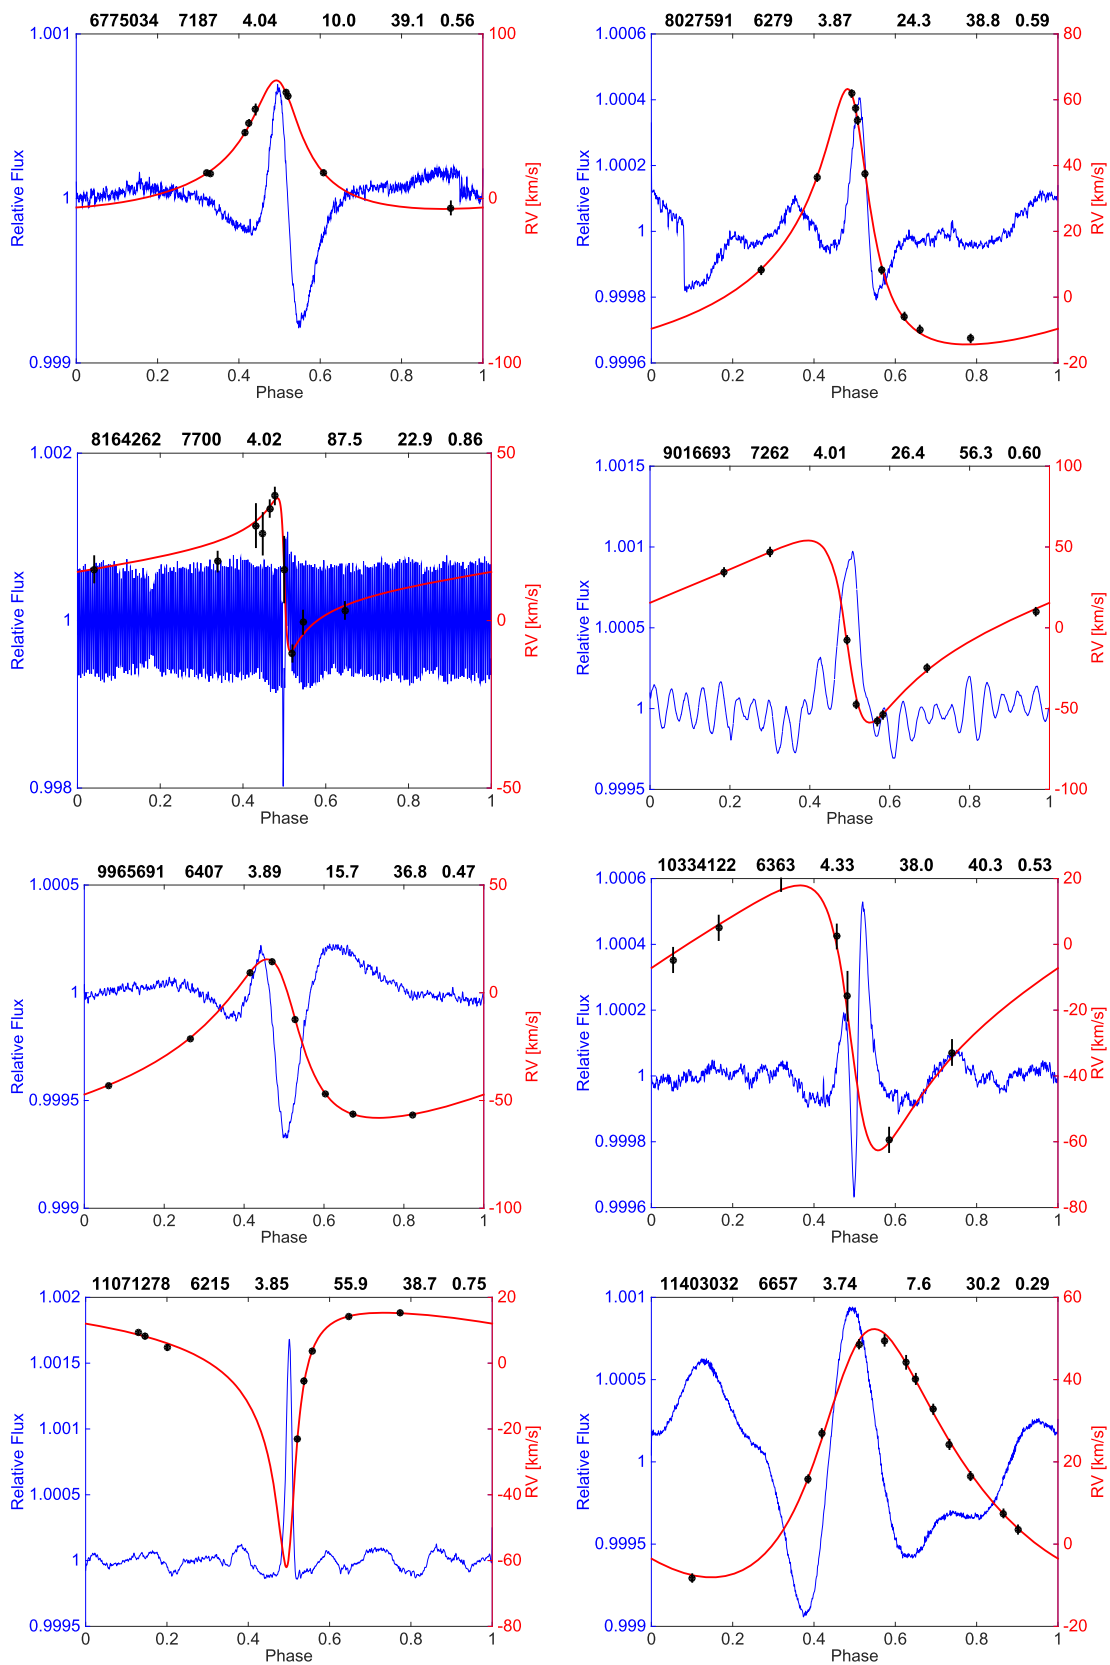 6775034 7187 4.04 10.0 39.1 0.56
1.001
1
0.999
Relative Flux
100
0
-100
RV [km/s]
0 0.2 0.4 0.6 0.8 1
Phase
8027591 6279 3.87 24.3 38.8 0.59
1.0006
1.0004
1.0002
1
0.9998
0.9996
Relative Flux
80
60
40
20
0
-20
RV [km/s]
0 0.2 0.4 0.6 0.8 1
Phase
8164262 7700 4.02 87.5 22.9 0.86
1.002
1
0.998
Relative Flux
50
0
-50
RV [km/s]
0 0.2 0.4 0.6 0.8 1
Phase
9016693 7262 4.01 26.4 56.3 0.60
1.0015
1.001
1.0005
1
0.9995
Relative Flux
100
50
0
-50
-100
RV [km/s]
0 0.2 0.4 0.6 0.8 1
Phase
9965691 6407 3.89 15.7 36.8 0.47
1.0005
1
0.9995
0.999
Relative Flux
50
0
-50
-100
RV [km/s]
0 0.2 0.4 0.6 0.8 1
Phase
10334122 6363 4.33 38.0 40.3 0.53
1.0006
1.0004
1.0002
1
0.9998
0.9996
Relative Flux
20
0
-20
-40
-60
-80
RV [km/s]
0 0.2 0.4 0.6 0.8 1
Phase
11071278 6215 3.85 55.9 38.7 0.75
1.002
1.0015
1.001
1.0005
1
0.9995
Relative Flux
20
0
-20
-40
-60
-80
RV [km/s]
0 0.2 0.4 0.6 0.8 1
Phase
11403032 6657 3.74 7.6 30.2 0.29
1.001
1.0005
1
0.9995
0.999
Relative Flux
60
40
20
0
-20
RV [km/s]
0 0.2 0.4 0.6 0.8 1
Phase